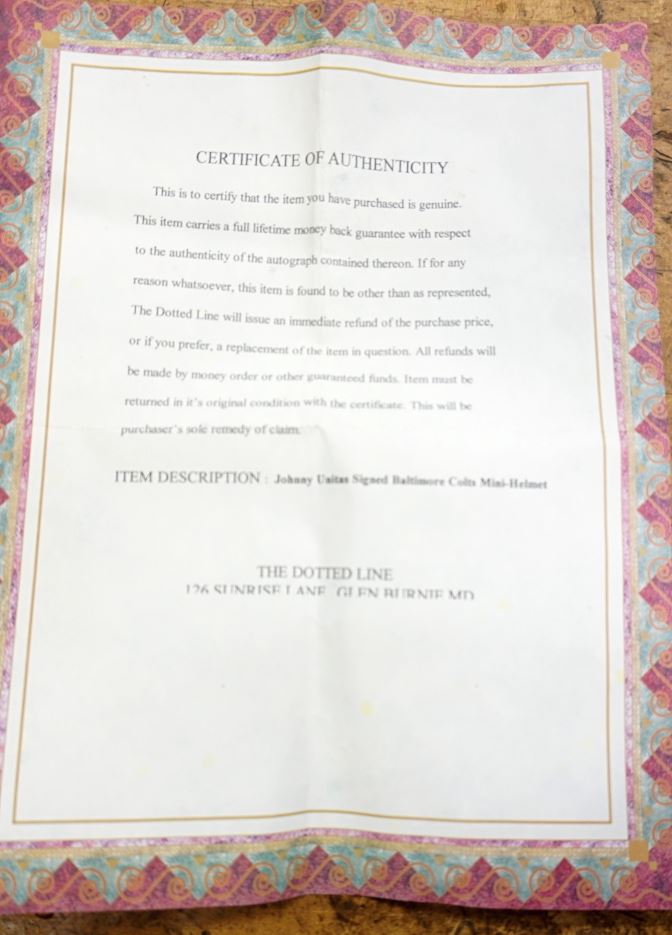 CERTIFICATE OF AUTHENTICITY
This is to certify that the item you have purchased is genuine.
This item carries a full lifetime money back guarantee with respect
to the authenticity of the autograph contained thereon. If for any
reason whatsoever, this item is found to be other than as represented,
The Dotted Line will issue an immediate refund of the purchase price,
or if you prefer, a replacement of the item in question. All refunds will
be made by money order or other guaranteed funds. Item must be
returned in it's original condition with the certificate. This will be
purchaser's sole remedy of claim.
ITEM DESCRIPTION : Johnny Unitas Signed Baltimore Colts Mini-Helmet
THE DOTTED LINE
126 SUNRISE LANE, GLEN BURNIE MD